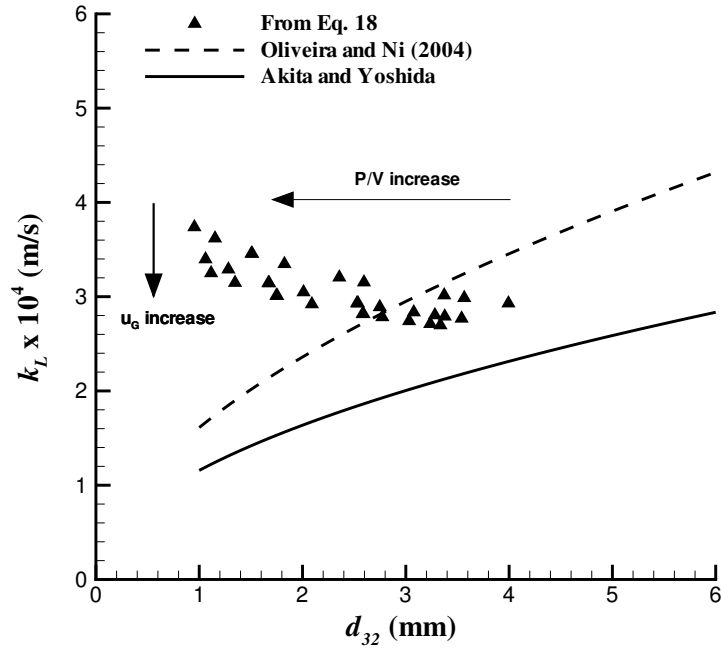 From Eq. 18
Oliveira and Ni (2004)
Akita and Yoshida
P/V increase
u_G increase
k_L x 10^4 (m/s)
6
5
4
3
2
1
0
0 1 2 3 4 5 6
d_32 (mm)